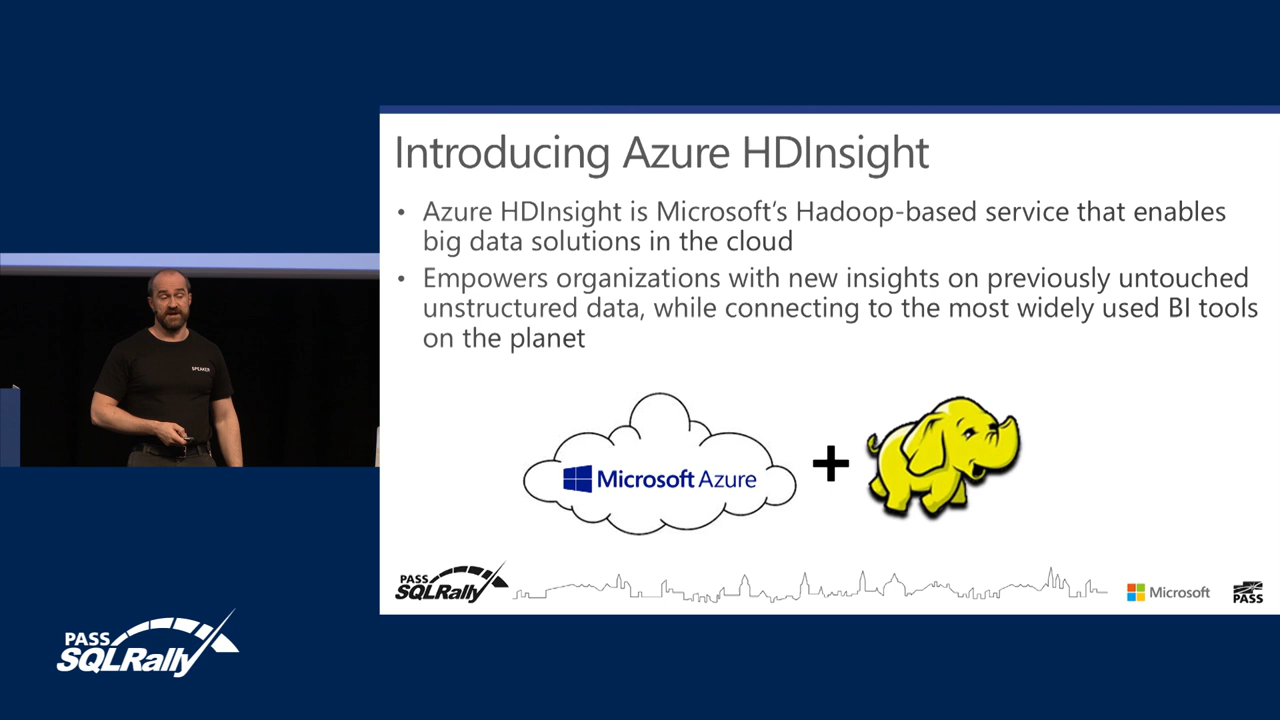 Introducing Azure HDInsight
• Azure HDInsight is Microsoft‘s Hadoop-based service that enables
big data solutions in the cloud
• Empowers organizations with new insights on previously untouched
unstructured data, while connecting to the most widely used BI tools
on the planet
SPEAKER
Microsoft Azure
+
PASS
SQLRally
Microsoft
PASS
PASS
SQLRally